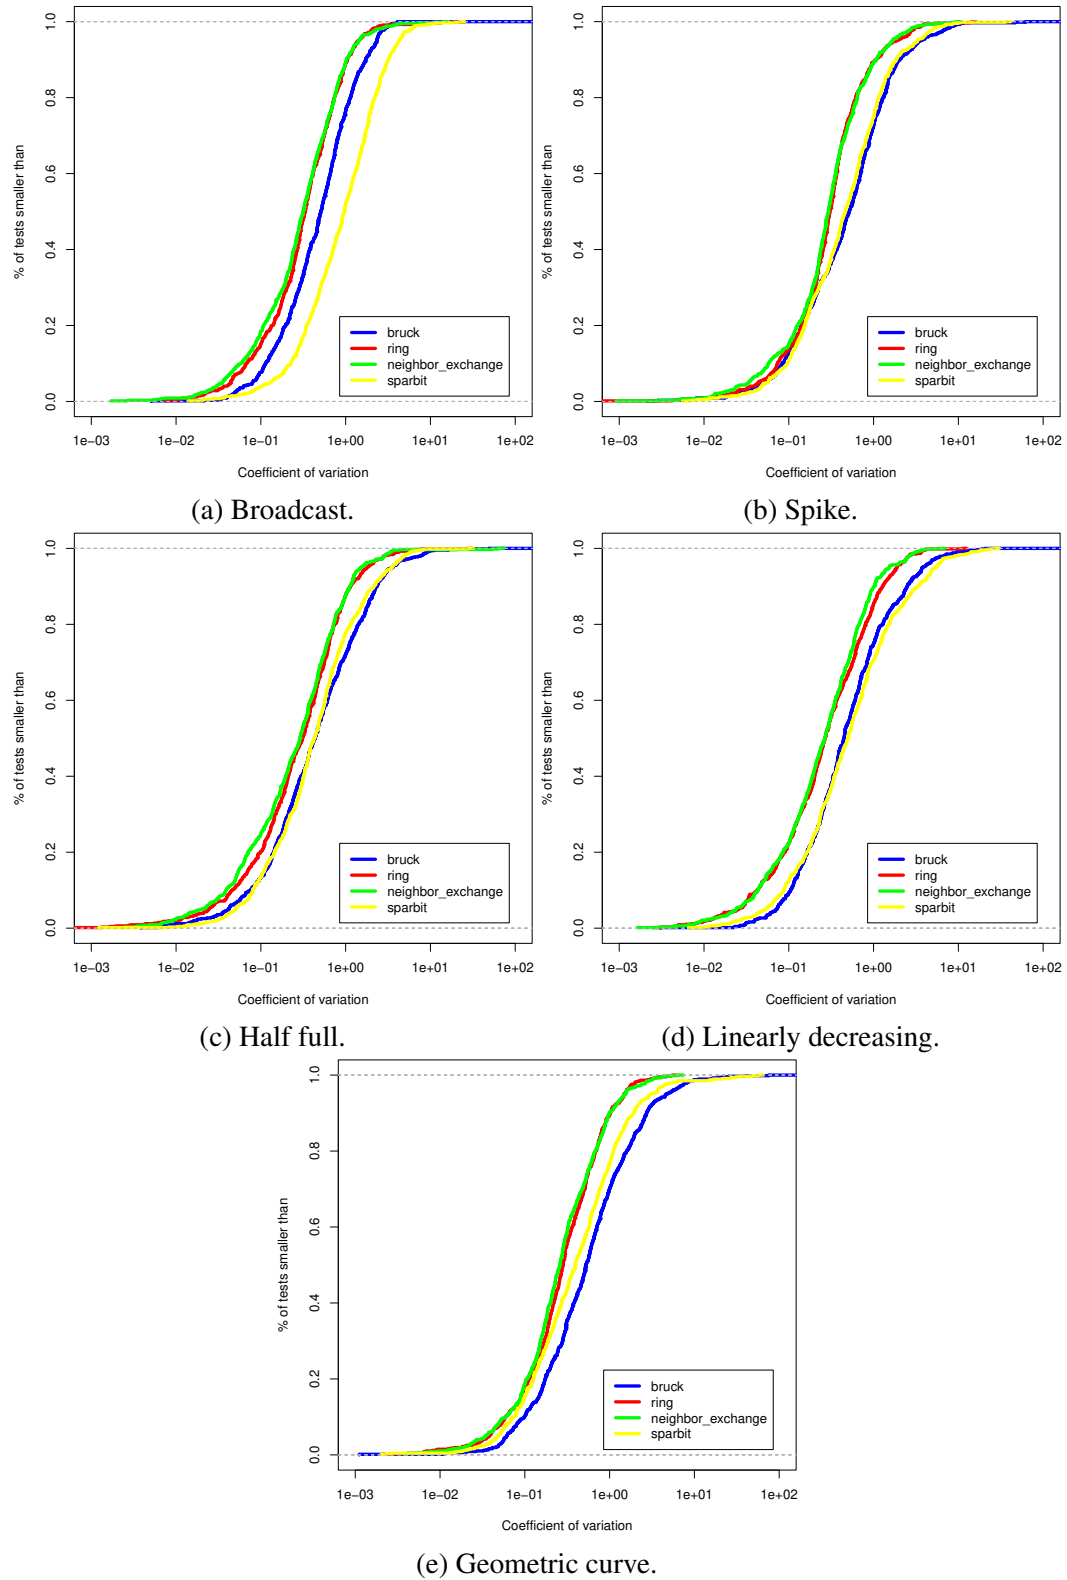 % of tests smaller than
0.0 0.2 0.4 0.6 0.8 1.0
bruck
ring
neighbor_exchange
sparbit
1e−03 1e−02 1e−01 1e+00 1e+01 1e+02
Coefficient of variation
(a) Broadcast.
% of tests smaller than
0.0 0.2 0.4 0.6 0.8 1.0
bruck
ring
neighbor_exchange
sparbit
1e−03 1e−02 1e−01 1e+00 1e+01 1e+02
Coefficient of variation
(b) Spike.
% of tests smaller than
0.0 0.2 0.4 0.6 0.8 1.0
bruck
ring
neighbor_exchange
sparbit
1e−03 1e−02 1e−01 1e+00 1e+01 1e+02
Coefficient of variation
(c) Half full.
% of tests smaller than
0.0 0.2 0.4 0.6 0.8 1.0
bruck
ring
neighbor_exchange
sparbit
1e−03 1e−02 1e−01 1e+00 1e+01 1e+02
Coefficient of variation
(d) Linearly decreasing.
% of tests smaller than
0.0 0.2 0.4 0.6 0.8 1.0
bruck
ring
neighbor_exchange
sparbit
1e−03 1e−02 1e−01 1e+00 1e+01 1e+02
Coefficient of variation
(e) Geometric curve.